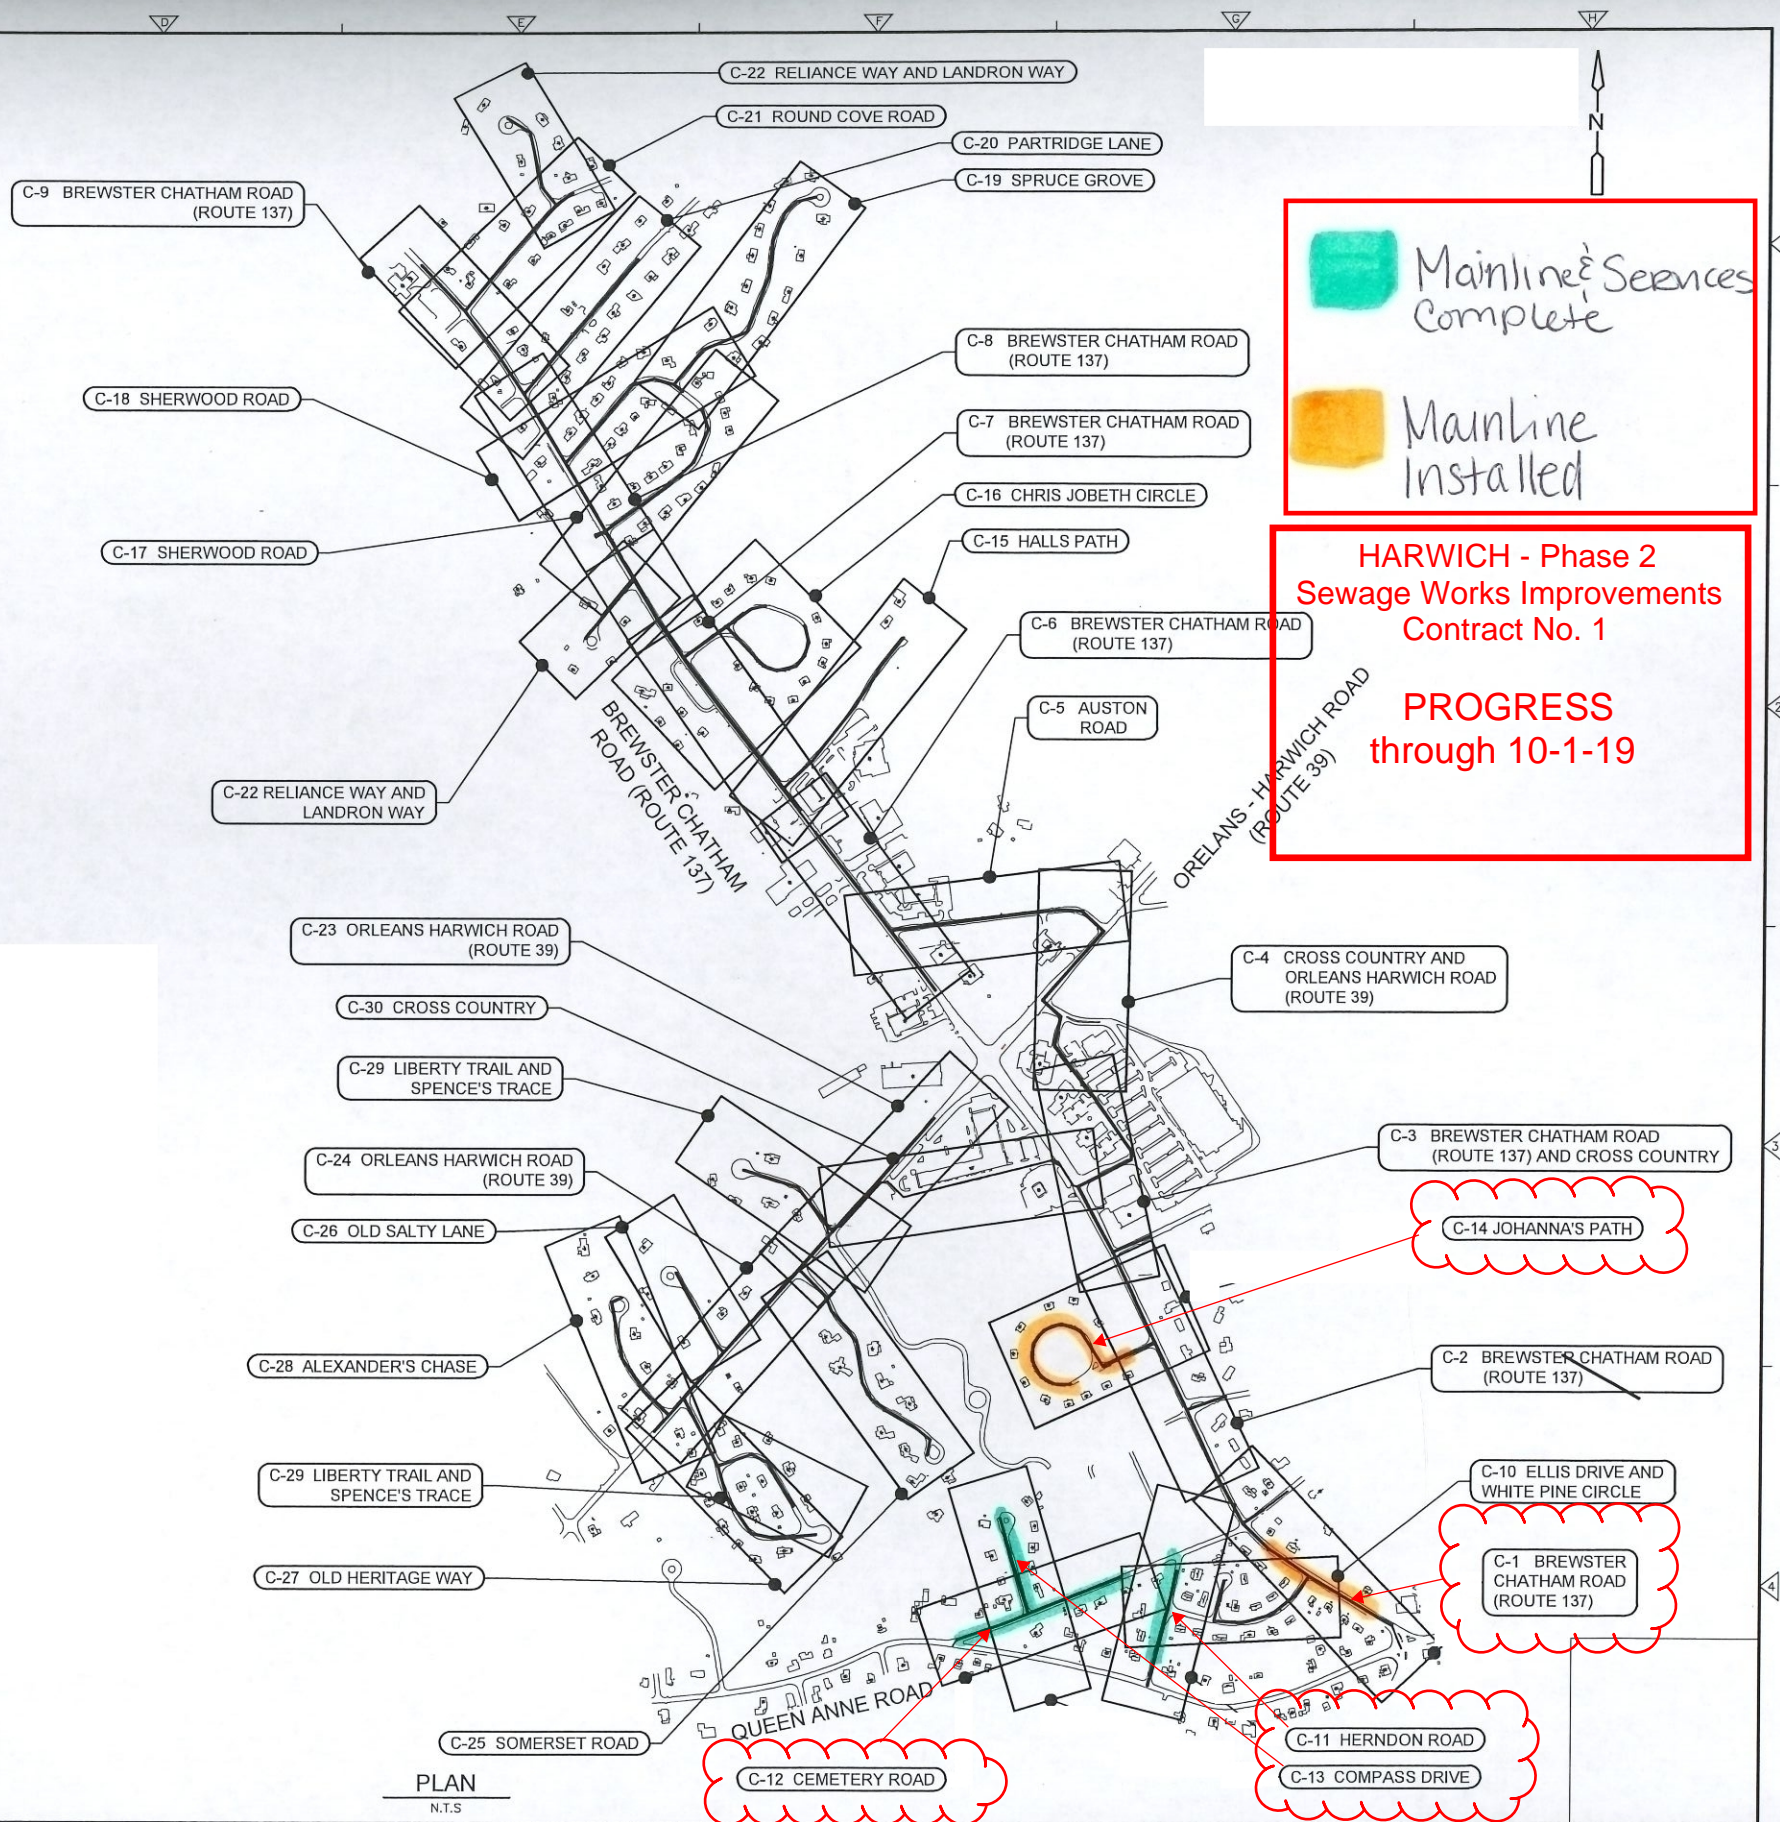 D
E
F
G
H
C-22 RELIANCE WAY AND LANDRON WAY
C-21 ROUND COVE ROAD
C-20 PARTRIDGE LANE
C-19 SPRUCE GROVE
N
C-9 BREWSTER CHATHAM ROAD
(ROUTE 137)
Mainline & Services
Complete
Mainline
Installed
C-8 BREWSTER CHATHAM ROAD
(ROUTE 137)
C-18 SHERWOOD ROAD
C-7 BREWSTER CHATHAM ROAD
(ROUTE 137)
C-16 CHRIS JOBETH CIRCLE
C-17 SHERWOOD ROAD
C-15 HALLS PATH
HARWICH - Phase 2
Sewage Works Improvements
Contract No. 1
PROGRESS
through 10-1-19
C-6 BREWSTER CHATHAM ROAD
(ROUTE 137)
C-5 AUSTON
ROAD
2
BREWSTER CHATHAM
ROAD (ROUTE 137)
ORELANS - HARWICH ROAD
(ROUTE 39)
C-22 RELIANCE WAY AND
LANDRON WAY
C-23 ORLEANS HARWICH ROAD
(ROUTE 39)
C-4 CROSS COUNTRY AND
ORLEANS HARWICH ROAD
(ROUTE 39)
C-30 CROSS COUNTRY
C-29 LIBERTY TRAIL AND
SPENCE'S TRACE
C-3 BREWSTER CHATHAM ROAD
(ROUTE 137) AND CROSS COUNTRY
3
C-24 ORLEANS HARWICH ROAD
(ROUTE 39)
C-14 JOHANNA'S PATH
C-26 OLD SALTY LANE
C-28 ALEXANDER'S CHASE
C-2 BREWSTER CHATHAM ROAD
(ROUTE 137)
C-29 LIBERTY TRAIL AND
SPENCE'S TRACE
C-10 ELLIS DRIVE AND
WHITE PINE CIRCLE
C-27 OLD HERITAGE WAY
C-1 BREWSTER
CHATHAM ROAD
(ROUTE 137)
4
QUEEN ANNE ROAD
C-25 SOMERSET ROAD
C-11 HERNDON ROAD
C-12 CEMETERY ROAD
C-13 COMPASS DRIVE
PLAN
N.T.S